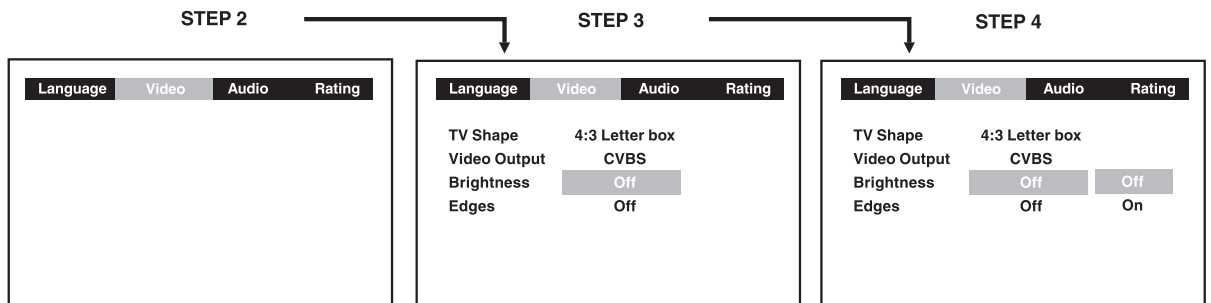 STEP 2
STEP 3
STEP 4
Language Video Audio Rating
Language Video Audio Rating
TV Shape 4:3 Letter box
Video Output CVBS
Brightness Off
Edges Off
Language Video Audio Rating
TV Shape 4:3 Letter box
Video Output CVBS
Brightness Off Off
Edges Off On